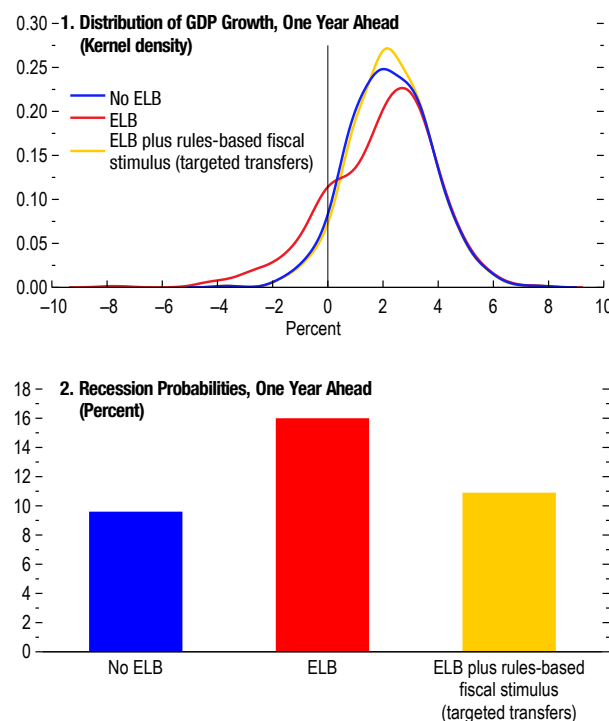 1. Distribution of GDP Growth, One Year Ahead
(Kernel density)
0.30
0.25
0.20
0.15
0.10
0.05
0.00
No ELB
ELB
ELB plus rules-based fiscal
stimulus (targeted transfers)
–10 –8 –6 –4 –2 0 2 4 6 8 10
Percent
2. Recession Probabilities, One Year Ahead
(Percent)
18
16
14
12
10
8
6
4
2
0
No ELB
ELB
ELB plus rules-based
fiscal stimulus
(targeted transfers)